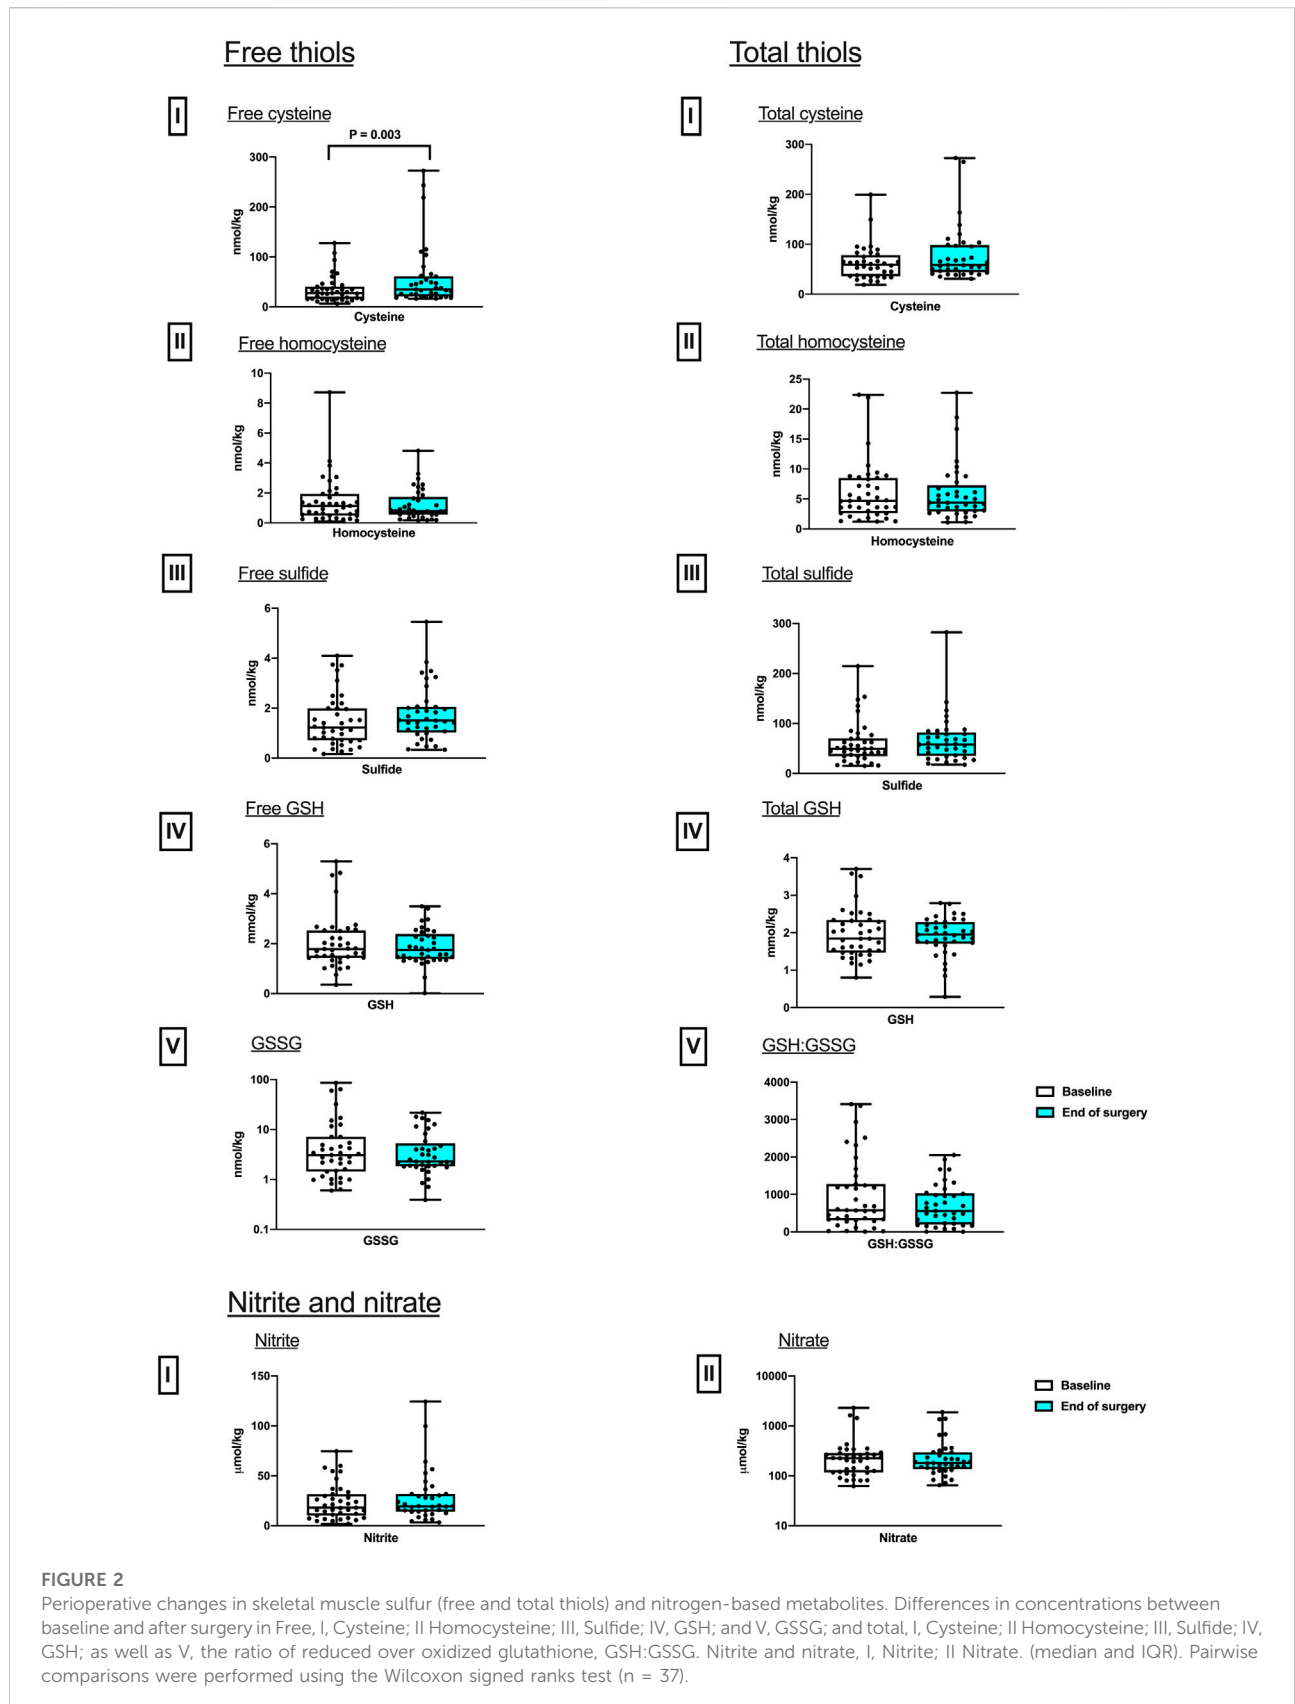 Free thiols
Total thiols
I
Free cysteine
P = 0.003
nmol/kg
300
200
100
0
Cysteine
I
Total cysteine
nmol/kg
300
200
100
0
Cysteine
II
Free homocysteine
nmol/kg
10
8
6
4
2
0
Homocysteine
II
Total homocysteine
nmol/kg
25
20
15
10
5
0
Homocysteine
III
Free sulfide
nmol/kg
6
4
2
0
Sulfide
III
Total sulfide
nmol/kg
300
200
100
0
Sulfide
IV
Free GSH
mmol/kg
6
4
2
0
GSH
IV
Total GSH
mmol/kg
4
3
2
1
0
GSH
V
GSSG
nmol/kg
100
10
1
0.1
GSSG
V
GSH:GSSG
4000
3000
2000
1000
0
GSH:GSSG
Baseline
End of surgery
Nitrite and nitrate
I
Nitrite
μmol/kg
150
100
50
0
Nitrite
II
Nitrate
μmol/kg
10000
1000
100
10
Nitrate
Baseline
End of surgery
FIGURE 2
Perioperative changes in skeletal muscle sulfur (free and total thiols) and nitrogen-based metabolites. Differences in concentrations between
baseline and after surgery in Free, I, Cysteine; II Homocysteine; III, Sulfide; IV, GSH; and V, GSSG; and total, I, Cysteine; II Homocysteine; III, Sulfide; IV,
GSH; as well as V, the ratio of reduced over oxidized glutathione, GSH:GSSG. Nitrite and nitrate, I, Nitrite; II Nitrate. (median and IQR). Pairwise
comparisons were performed using the Wilcoxon signed ranks test (n = 37).